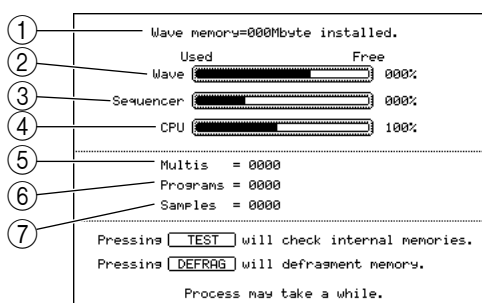 ① Wave memory=000Mbyte installed.
Used Free
② Wave 000%
③ Sequencer 000%
④ CPU 100%
⑤ Multis = 0000
⑥ Programs = 0000
⑦ Samples = 0000
Pressing TEST will check internal memories.
Pressing DEFRAG will defragment memory.
Process may take a while.